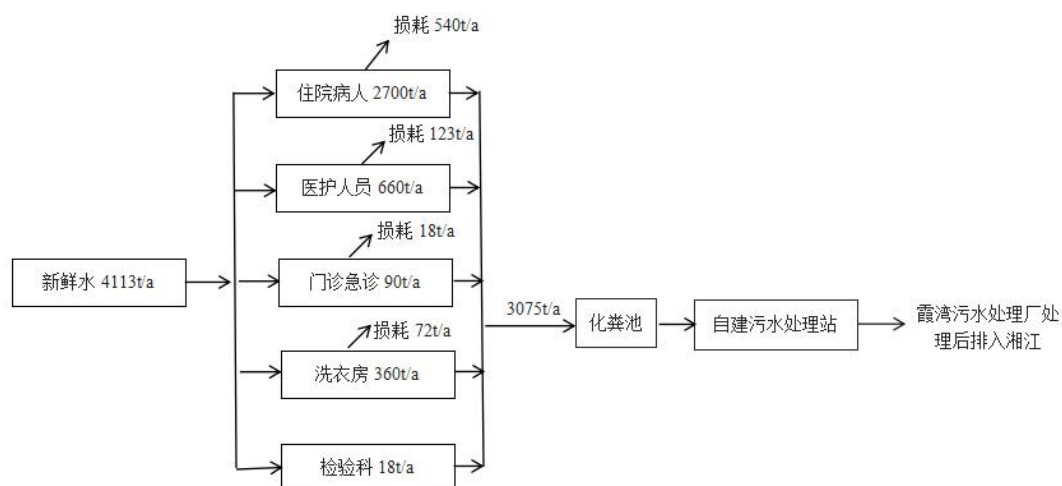 损耗 540t/a
住院病人 2700t/a
损耗 123t/a
医护人员 660t/a
损耗 18t/a
新鲜水 4113t/a
门诊急诊 90t/a
3075t/a
化粪池
自建污水处理站
霞湾污水处理厂处
理后排入湘江
损耗 72t/a
洗衣房 360t/a
检验科 18t/a